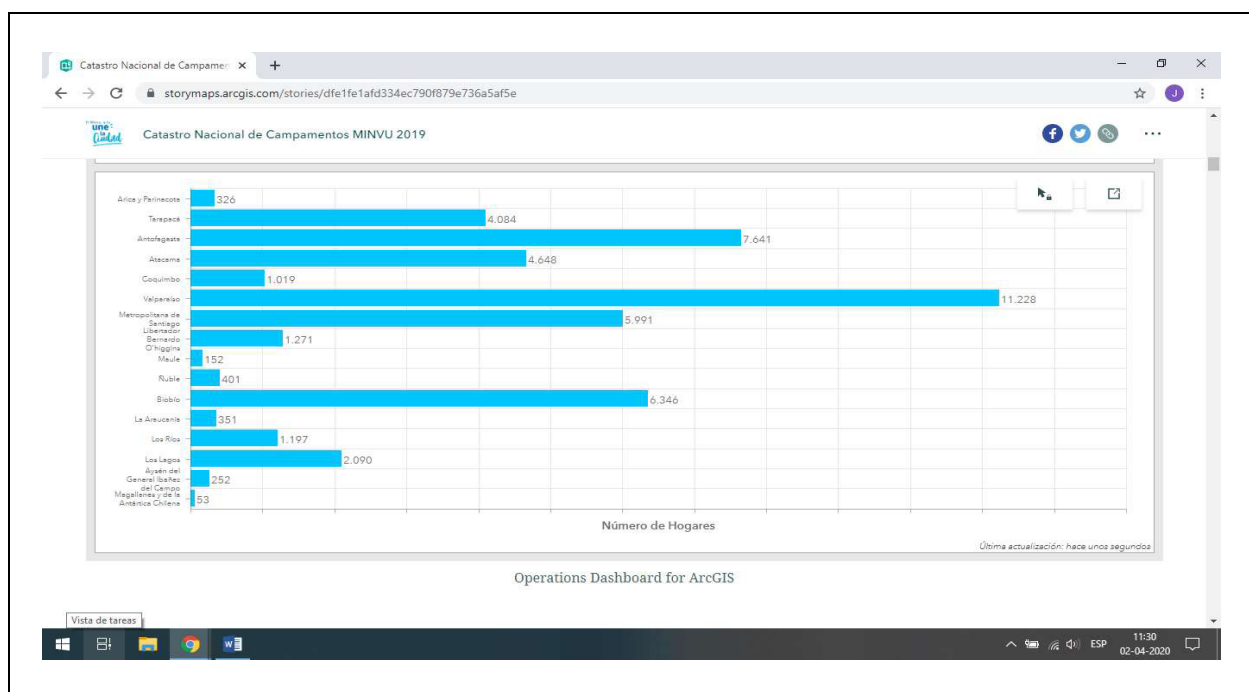 Catastro Nacional de Campamen
storymaps.arcgis.com/stories/dfe1fe1afd334ec790f879e736a5af5e
J
une
la
Ciudad
Catastro Nacional de Campamentos MINVU 2019
Arica y Parinacota 326
Tarapacá 4.084
Antofagasta 7.641
Atacama 4.648
Coquimbo 1.019
Valparaíso 11.228
Metropolitana de
Santiago 5.991
Libertador
Bernardo 1.271
O'higgins
Maule 152
Ñuble 401
Biobío 6.346
La Araucanía 351
Los Ríos 1.197
Los Lagos 2.090
Aysén del
General Ibañez 252
del Campo
Magallanes y de la 53
Antártica Chilena
Número de Hogares
Última actualización: hace unos segundos
Operations Dashboard for ArcGIS
Vista de tareas
ESP
11:30
02-04-2020